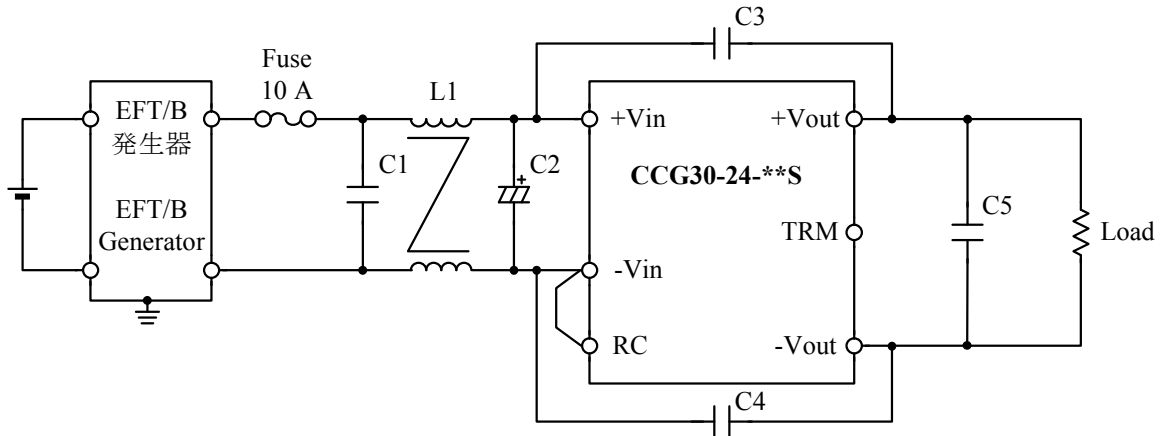 C3
Fuse
10 A
L1
EFT/B
発生器
+Vin
+Vout
C1
C2
+
CCG30-24-**S
C5
EFT/B
Generator
TRM
Load
-Vin
RC
-Vout
C4